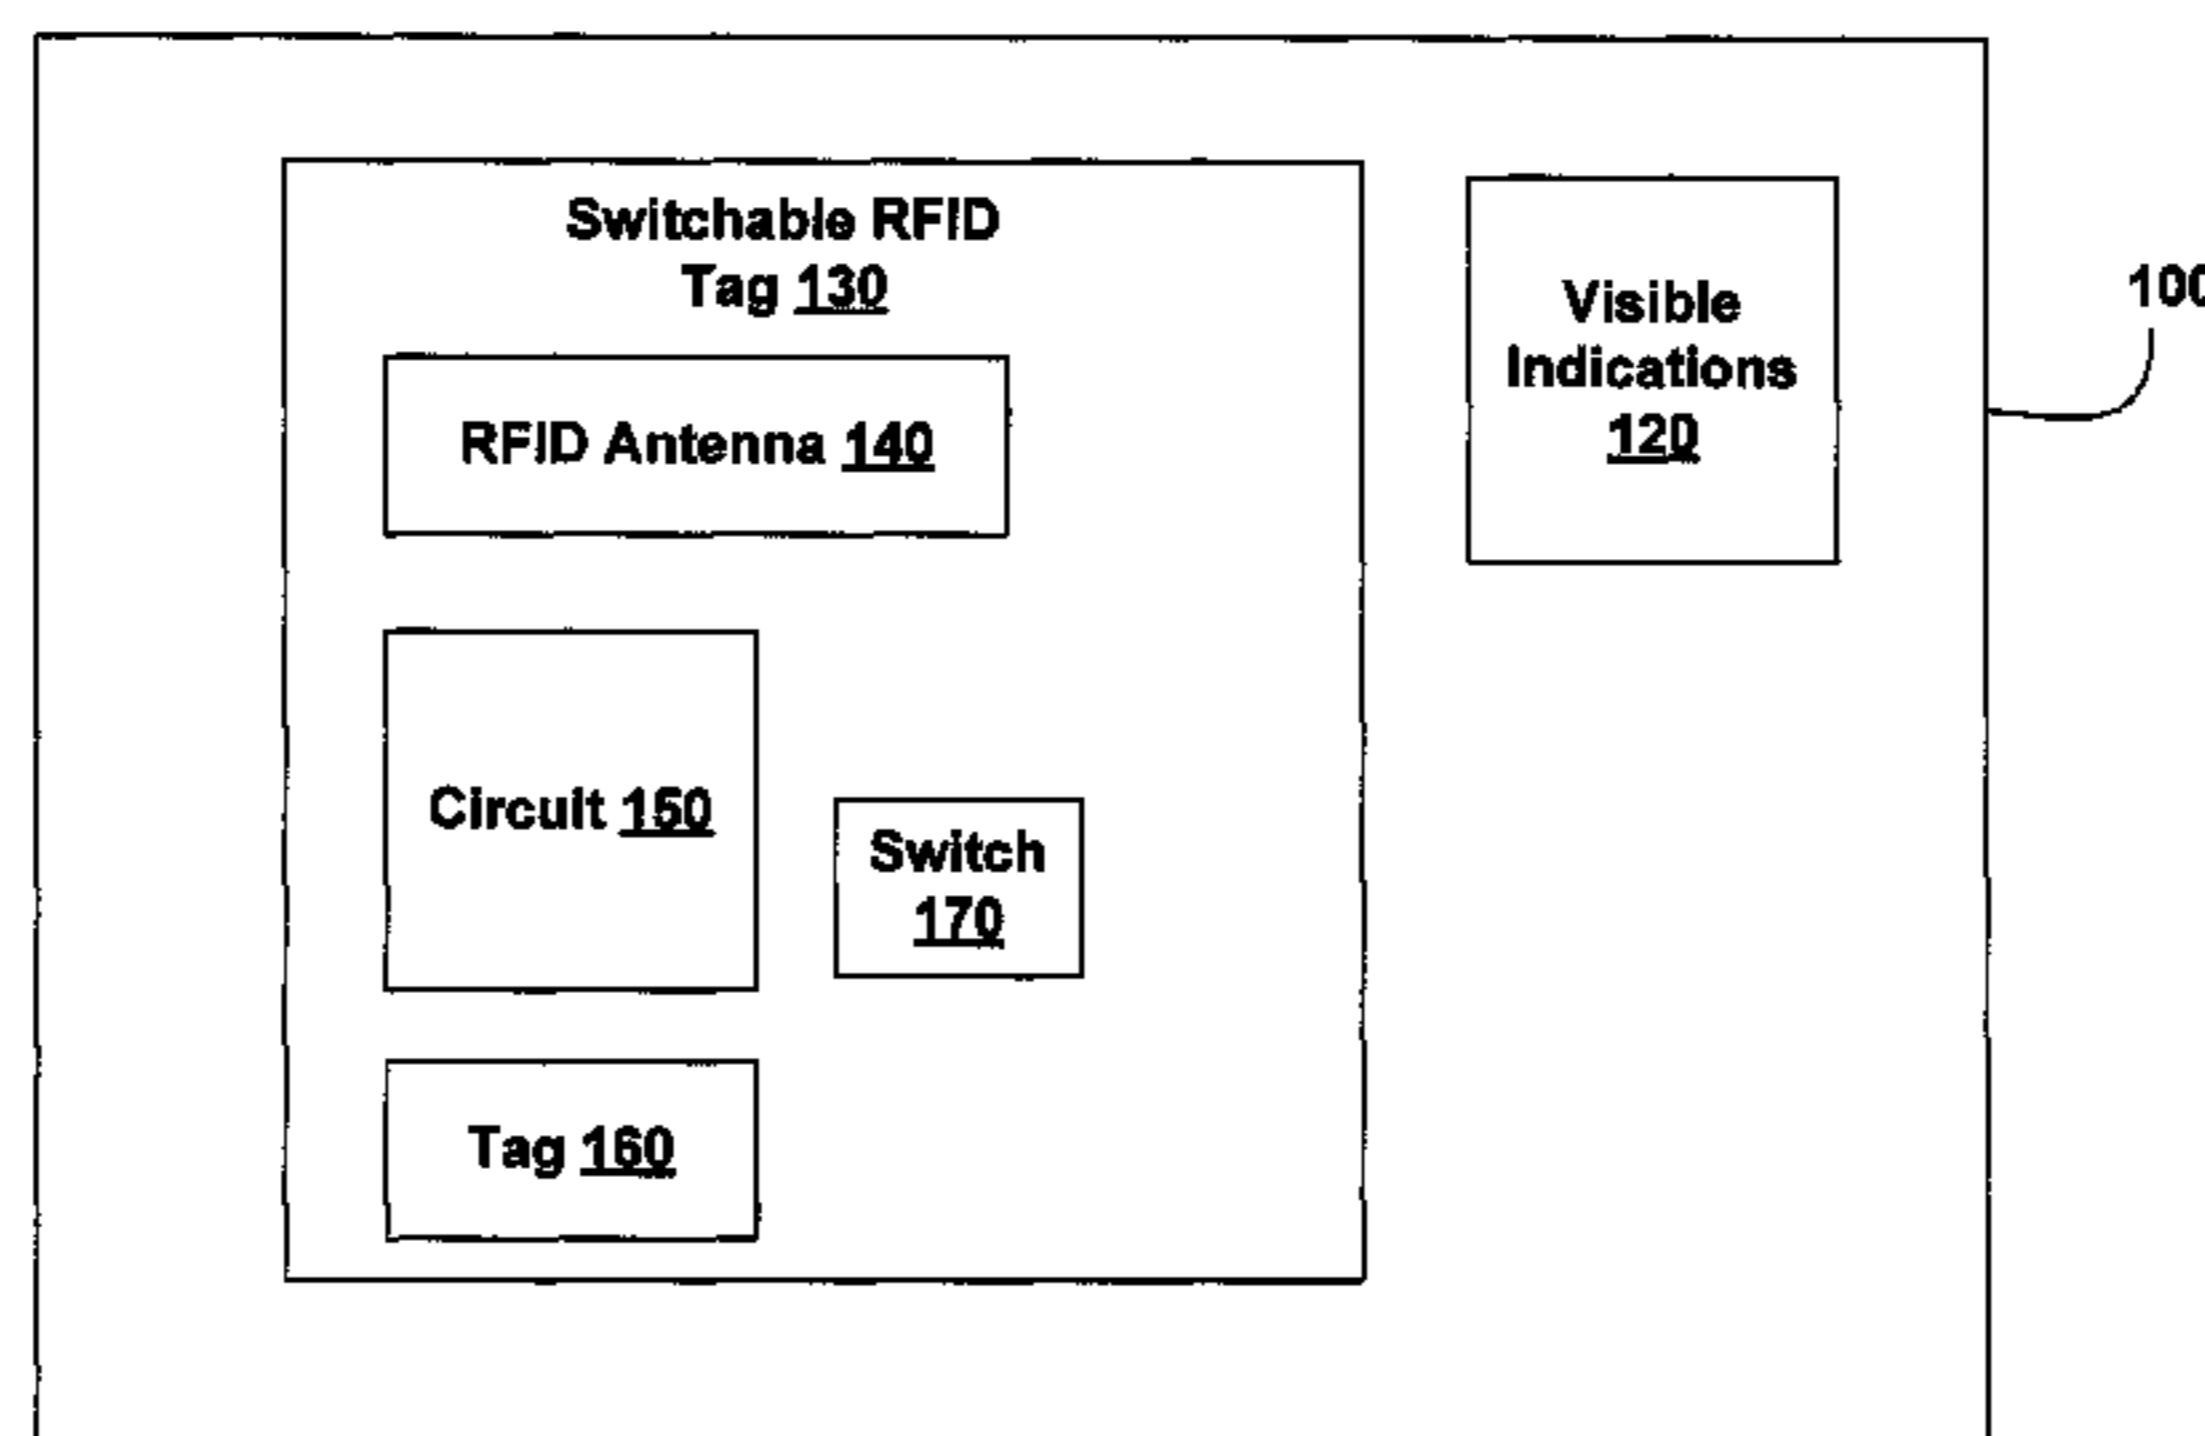 Switchable RFID
Tag 130
RFID Antenna 140
Circuit 150
Switch
170
Tag 160
Visible
Indications
120
100